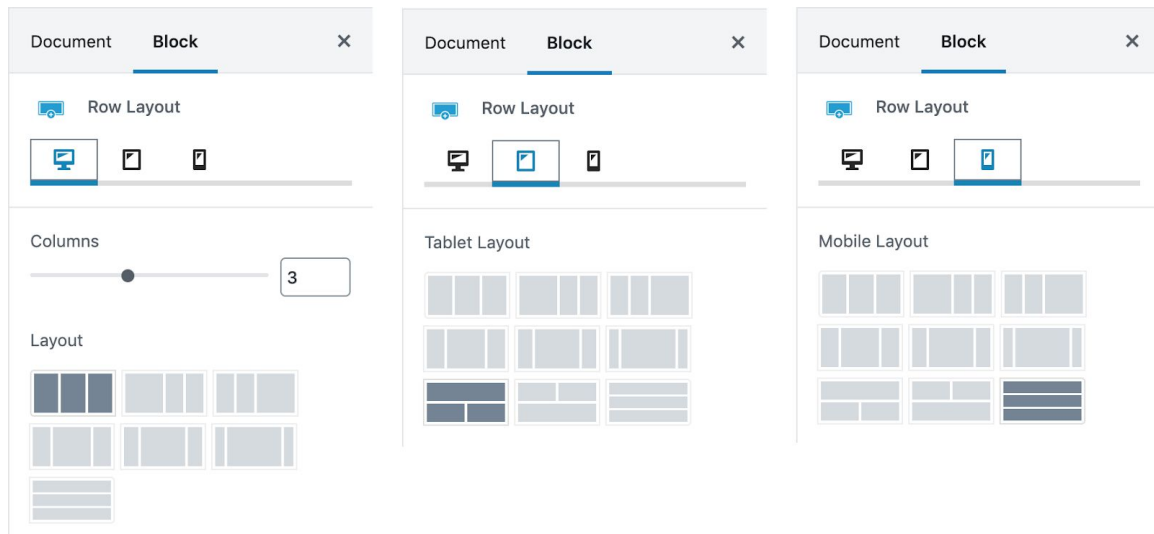 Document Block ×
Row Layout
Columns
3
Layout
Document Block ×
Row Layout
Tablet Layout
Document Block ×
Row Layout
Mobile Layout